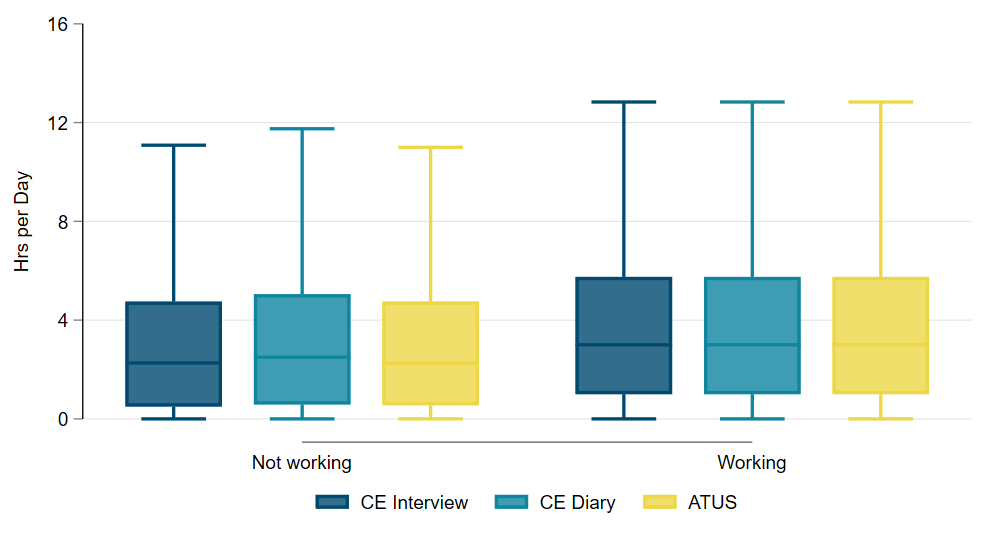 16
12
8
4
0
Hrs per Day
Not working
Working
CE Interview
CE Diary
ATUS